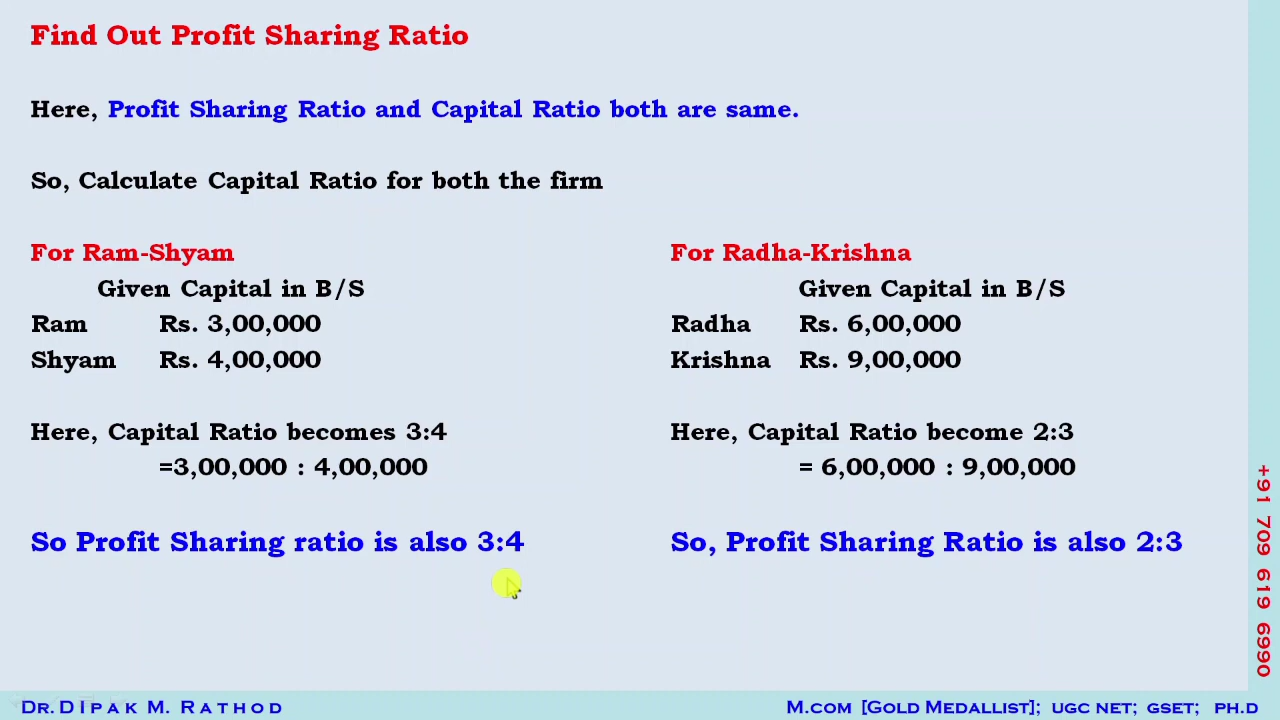 Find Out Profit Sharing Ratio
Here, Profit Sharing Ratio and Capital Ratio both are same.
So, Calculate Capital Ratio for both the firm
For Ram-Shyam
Given Capital in B/S
Ram Rs. 3,00,000
Shyam Rs. 4,00,000
Here, Capital Ratio becomes 3:4
=3,00,000 : 4,00,000
So Profit Sharing ratio is also 3:4
For Radha-Krishna
Given Capital in B/S
Radha Rs. 6,00,000
Krishna Rs. 9,00,000
Here, Capital Ratio become 2:3
= 6,00,000 : 9,00,000
So, Profit Sharing Ratio is also 2:3
+91 709 619 6990
Dr. Dipak M. Rathod
M.com [Gold Medallist]; UGC NET; GSET; Ph.D